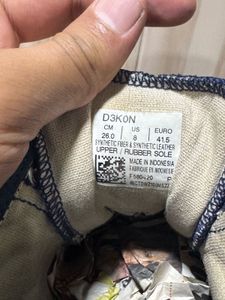 D3K0N
CM US EURO
26.0 8 41.5
SYNTHETIC FIBER & SYNTHETIC LEATHER
UPPER / RUBBER SOLE
MADE IN INDONESIA
FABRIQUE EN INDONESIE